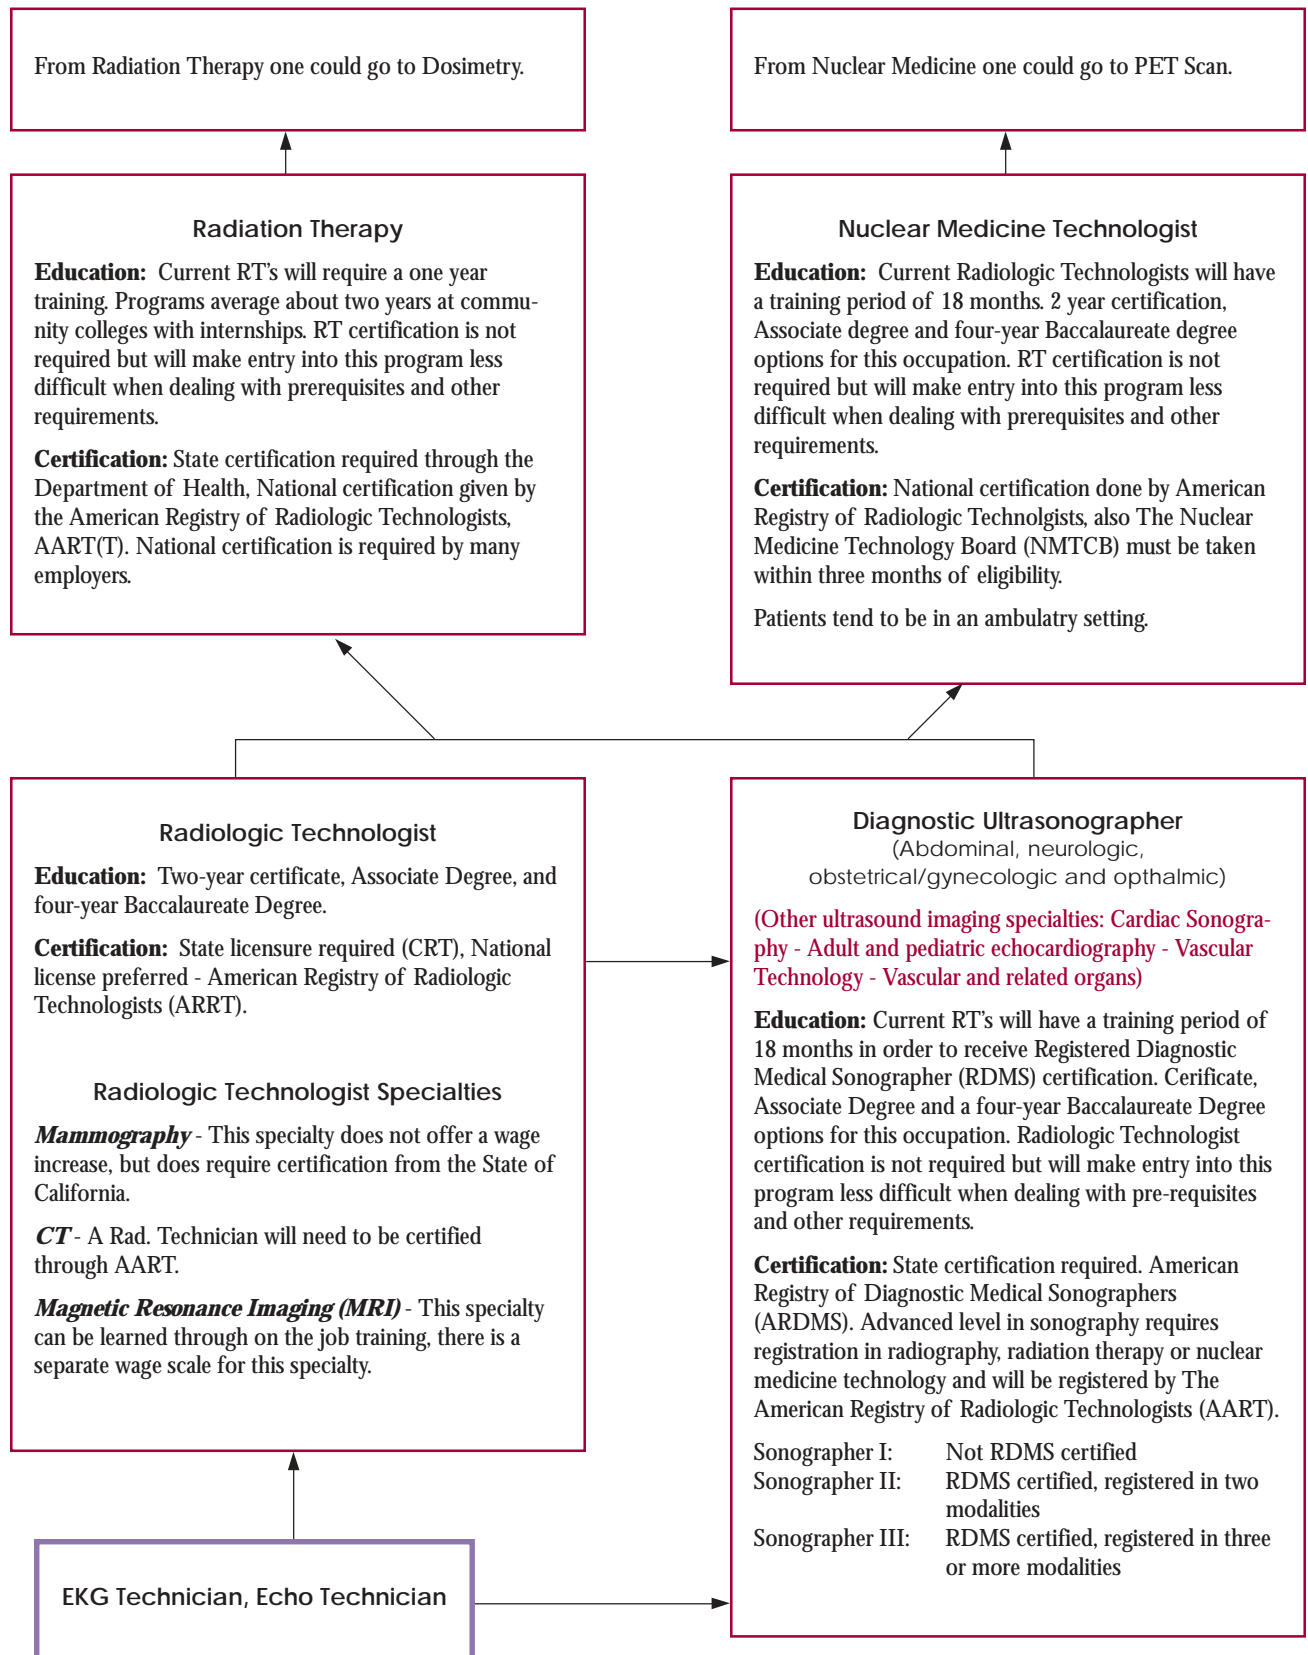 From Radiation Therapy one could go to Dosimetry.
From Nuclear Medicine one could go to PET Scan.
Radiation Therapy
Education: Current RT's will require a one year
training. Programs average about two years at commu-
nity colleges with internships. RT certification is not
required but will make entry into this program less
difficult when dealing with prerequisites and other
requirements.
Certification: State certification required through the
Department of Health, National certification given by
the American Registry of Radiologic Technologists,
AART(T). National certification is required by many
employers.
Nuclear Medicine Technologist
Education: Current Radiologic Technologists will have
a training period of 18 months. 2 year certification,
Associate degree and four-year Baccalaureate degree
options for this occupation. RT certification is not
required but will make entry into this program less
difficult when dealing with prerequisites and other
requirements.
Certification: National certification done by American
Registry of Radiologic Technolgists, also The Nuclear
Medicine Technology Board (NMTCB) must be taken
within three months of eligibility.
Patients tend to be in an ambulatry setting.
Radiologic Technologist
Education: Two-year certificate, Associate Degree, and
four-year Baccalaureate Degree.
Certification: State licensure required (CRT), National
license preferred - American Registry of Radiologic
Technologists (ARRT).
Radiologic Technologist Specialties
Mammography - This specialty does not offer a wage
increase, but does require certification from the State of
California.
CT - A Rad. Technician will need to be certified
through AART.
Magnetic Resonance Imaging (MRI) - This specialty
can be learned through on the job training, there is a
separate wage scale for this specialty.
Diagnostic Ultrasonographer
(Abdominal, neurologic,
obstetrical/gynecologic and opthalmic)
(Other ultrasound imaging specialties: Cardiac Sonogra-
phy - Adult and pediatric echocardiography - Vascular
Technology - Vascular and related organs)
Education: Current RT's will have a training period of
18 months in order to receive Registered Diagnostic
Medical Sonographer (RDMS) certification. Cerificate,
Associate Degree and a four-year Baccalaureate Degree
options for this occupation. Radiologic Technologist
certification is not required but will make entry into this
program less difficult when dealing with pre-requisites
and other requirements.
Certification: State certification required. American
Registry of Diagnostic Medical Sonographers
(ARDMS). Advanced level in sonography requires
registration in radiography, radiation therapy or nuclear
medicine technology and will be registered by The
American Registry of Radiologic Technologists (AART).
Sonographer I: Not RDMS certified
Sonographer II: RDMS certified, registered in two
modalities
Sonographer III: RDMS certified, registered in three
or more modalities
EKG Technician, Echo Technician